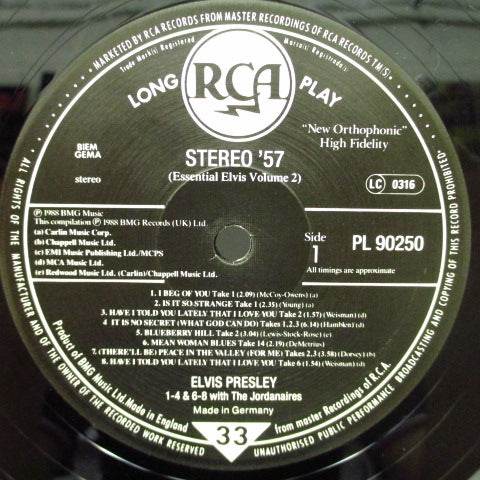 MARKETED BY RCA RECORDS FROM MASTER RECORDINGS OF RCA RECORDS
Trade Mark(s) Registered
Marca(s) Registrada(s)
LONG RCA PLAY
"New Orthophonic"
High Fidelity
BIEM
GEMA
stereo
STEREO '57
(Essential Elvis Volume 2)
LC 0316
℗ 1988 BMG Music
This compilation ℗ 1988 BMG Records (UK) Ltd.
(a) Carlin Music Corp.
(b) Chappell Music Ltd.
(c) EMI Music Publishing Ltd./MCPS
(d) MCA Music Ltd.
(e) Redwood Music Ltd. (Carlin)/Chappell Music Ltd.
Side
1
PL 90250
All timings are approximate
1. I BEG OF YOU Take 1 (2.09) (McCoy-Owens) (a)
2. IS IT SO STRANGE Take 1 (2.35) (Young) (a)
3. HAVE I TOLD YOU LATELY THAT I LOVE YOU Take 2 (1.57) (Weisman) (d)
4 IT IS NO SECRET (WHAT GOD CAN DO) Takes 1,2,3 (6.14) (Hamblen) (d)
5. BLUEBERRY HILL Take 2 (3.04) (Lewis-Stock-Rose) (e)
6. MEAN WOMAN BLUES Take 14 (2.19) (DeMetrius)
7. (THERE'LL BE) PEACE IN THE VALLEY (FOR ME) Takes 2,3 (3.58) (Dorsey) (b)
8. HAVE I TOLD YOU LATELY THAT I LOVE YOU Take 6 (1.54) (Weisman) (d)
ELVIS PRESLEY
1-4 & 6-8 with The Jordanaires
Made in Germany
33
Product of BMG Music Ltd. Made in England
from master Recordings of R.C.A.
ALL RIGHTS OF THE MANUFACTURER AND OF THE OWNER OF THE RECORDED WORK RESERVED
UNAUTHORISED PUBLIC PERFORMANCE BROADCASTING AND COPYING OF THIS RECORD PROHIBITED